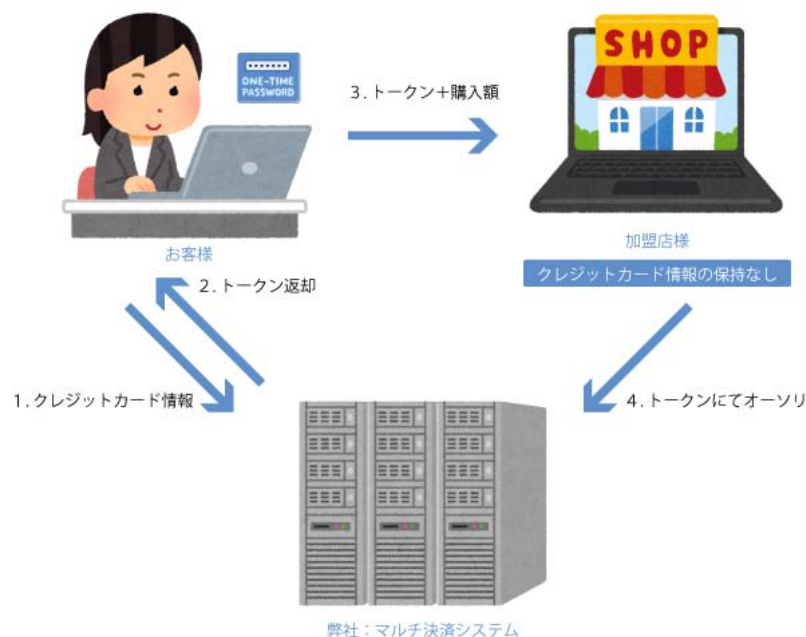 SHOP
ONE-TIME
PASSWORD
3.トークン+購入額
お客様
加盟店様
クレジットカード情報の保持なし
2.トークン返却
1.クレジットカード情報
4.トークンにてオーソリ
弊社:マルチ決済システム